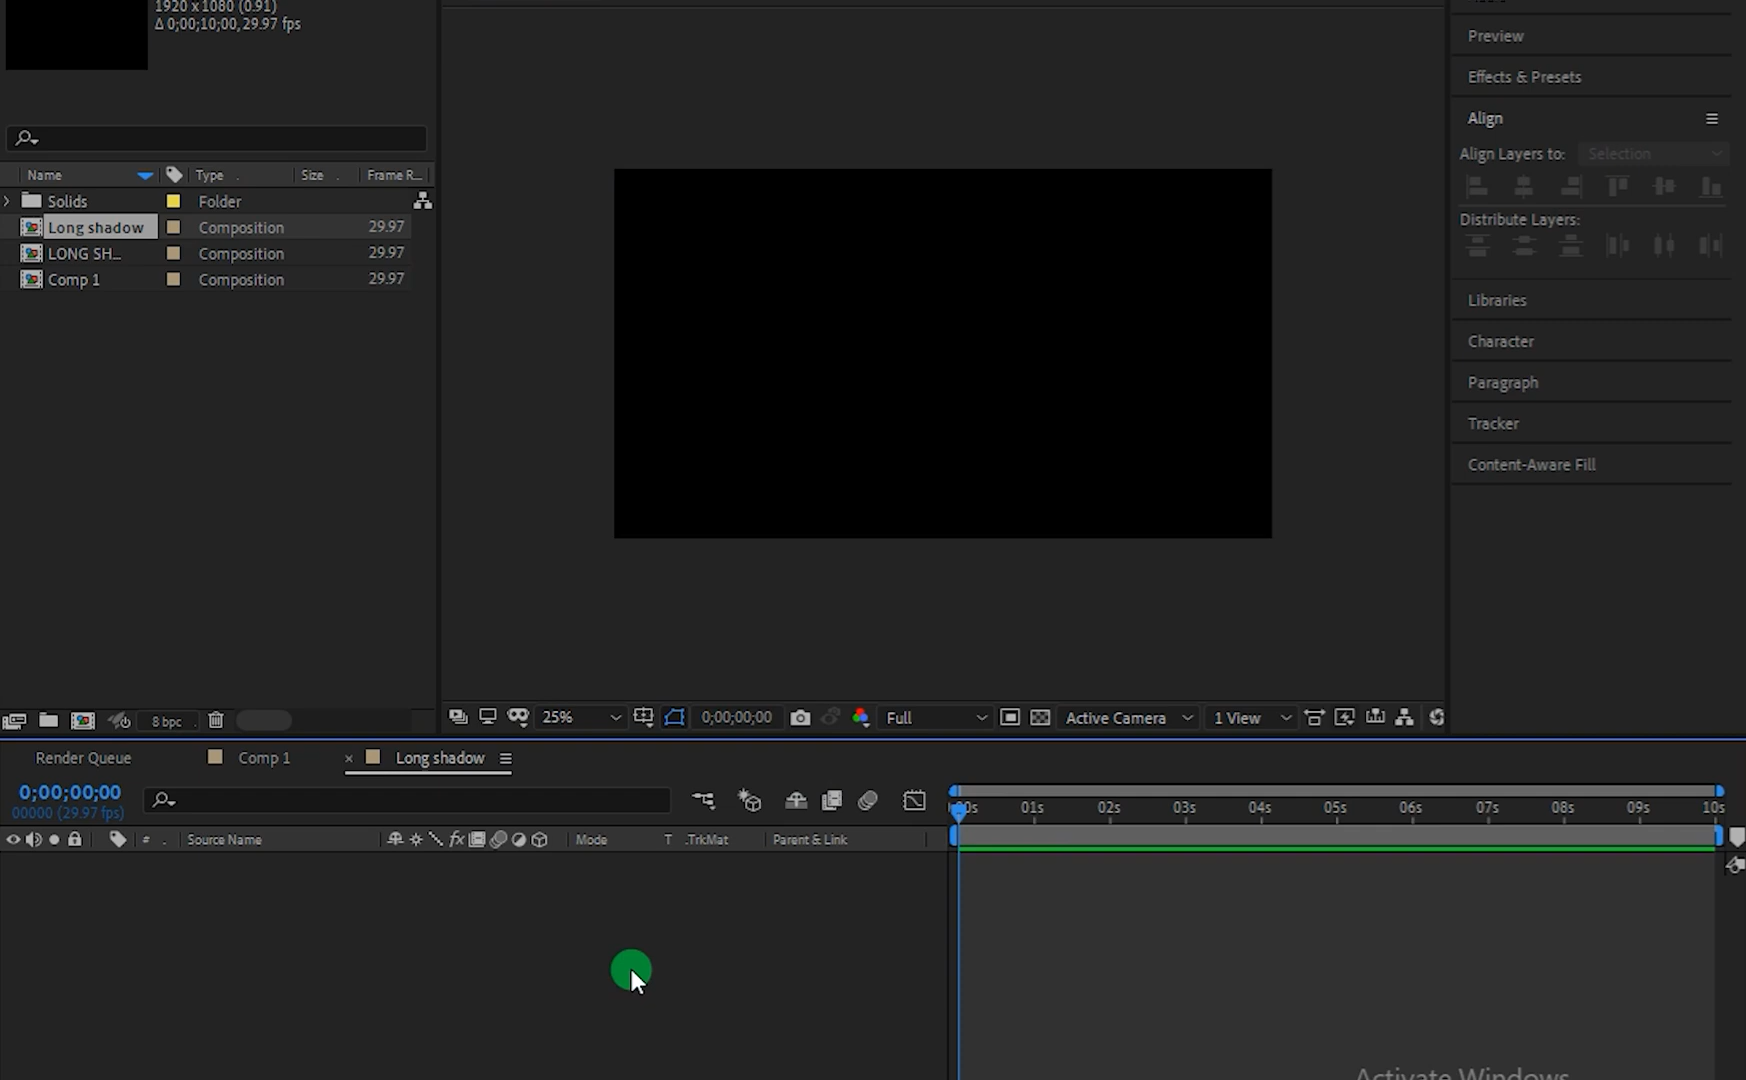 1920 x 1080 (0.91)
Δ 0;00;10;00, 29.97 fps
Name Type Size Frame R...
Solids Folder
Long shadow Composition 29.97
LONG SH... Composition 29.97
Comp 1 Composition 29.97
8 bpc
25% 0;00;00;00 Full Active Camera 1 View
Preview
Effects & Presets
Align
Align Layers to: Selection
Distribute Layers:
Libraries
Character
Paragraph
Tracker
Content-Aware Fill
Render Queue Comp 1 × Long shadow
0;00;00;00
00000 (29.97 fps)
01s 02s 03s 04s 05s 06s 07s 08s 09s 10s
# . Source Name fx Mode T .TrkMat Parent & Link
Activate Windows